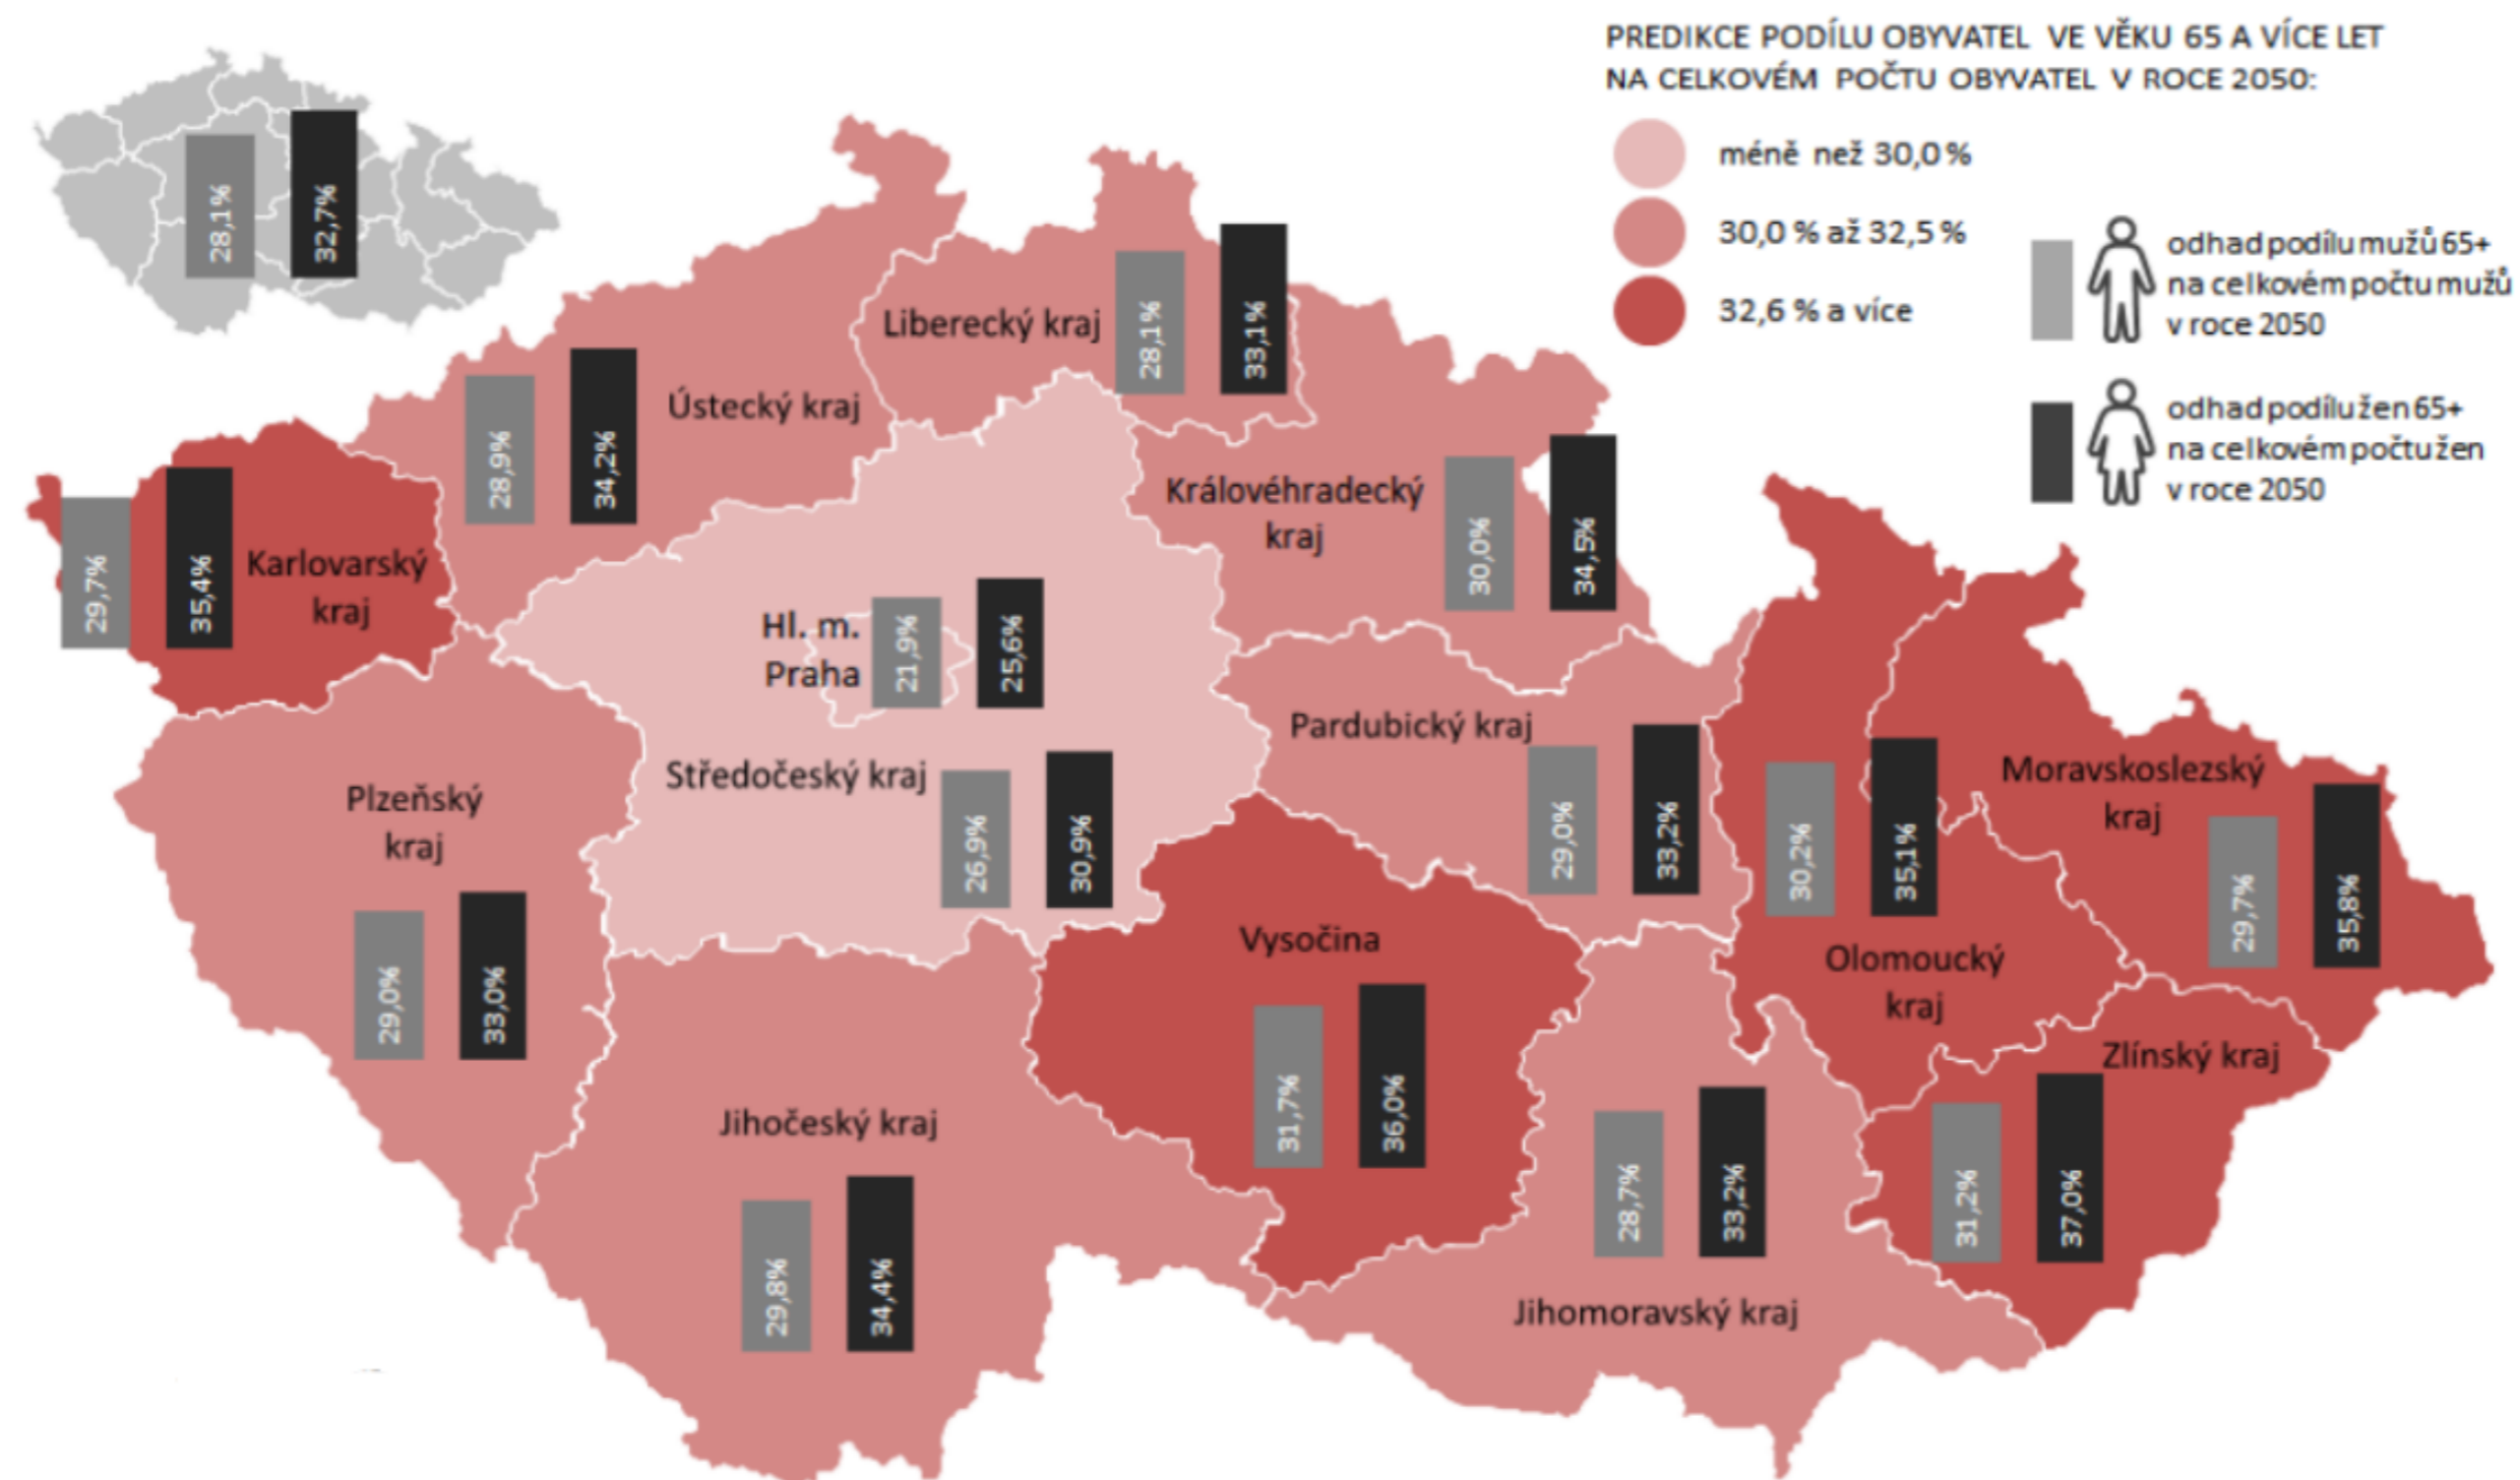 PREDIKCE PODÍLU OBYVATEL VE VĚKU 65 A VÍCE LET
NA CELKOVÉM POČTU OBYVATEL V ROCE 2050:
méně než 30,0 %
30,0 % až 32,5 %
32,6 % a více
odhad podílu mužů 65+
na celkovém počtu mužů
v roce 2050
odhad podílu žen 65+
na celkovém počtu žen
v roce 2050
28,1%
32,7%
Liberecký kraj
28,1%
33,1%
Ústecký kraj
28,9%
34,2%
Karlovarský
kraj
29,7%
35,4%
Královéhradecký
kraj
30,0%
34,5%
Hl. m.
Praha
21,9%
25,6%
Středočeský kraj
26,9%
30,9%
Pardubický kraj
29,0%
33,2%
Plzeňský
kraj
29,0%
33,0%
Moravskoslezský
kraj
29,7%
35,8%
Olomoucký
kraj
30,2%
35,1%
Vysočina
31,7%
36,0%
Zlínský kraj
31,2%
37,0%
Jihočeský kraj
29,8%
34,4%
Jihomoravský kraj
28,7%
33,2%